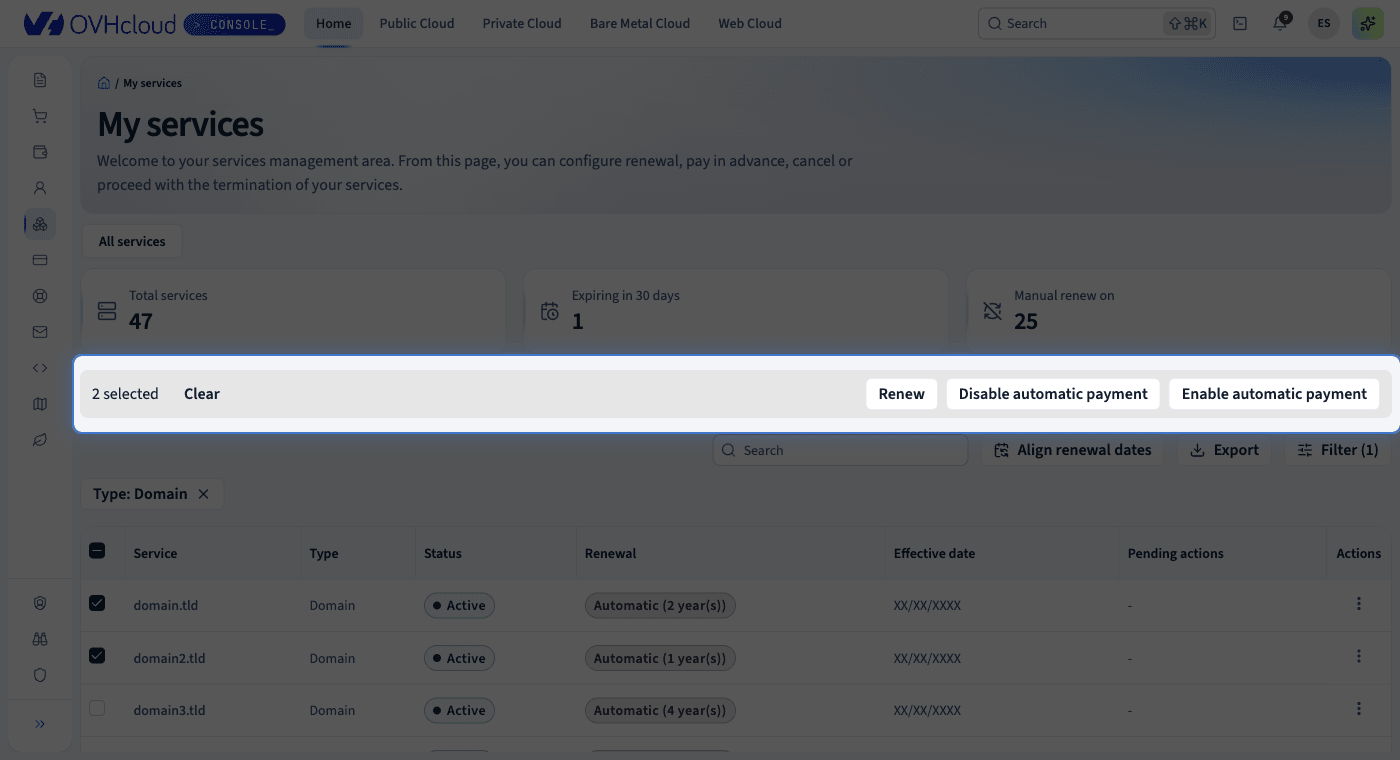 OVHcloud > CONSOLE_ Home Public Cloud Private Cloud Bare Metal Cloud Web Cloud Search ⇧⌘K 9 ES
/ My services
My services
Welcome to your services management area. From this page, you can configure renewal, pay in advance, cancel or
proceed with the termination of your services.
All services
Total services
47
Expiring in 30 days
1
Manual renew on
25
2 selected Clear Renew Disable automatic payment Enable automatic payment
Search Align renewal dates Export Filter (1)
Type: Domain
Service Type Status Renewal Effective date Pending actions Actions
domain.tld Domain Active Automatic (2 year(s)) XX/XX/XXXX -
domain2.tld Domain Active Automatic (1 year(s)) XX/XX/XXXX -
domain3.tld Domain Active Automatic (4 year(s)) XX/XX/XXXX -